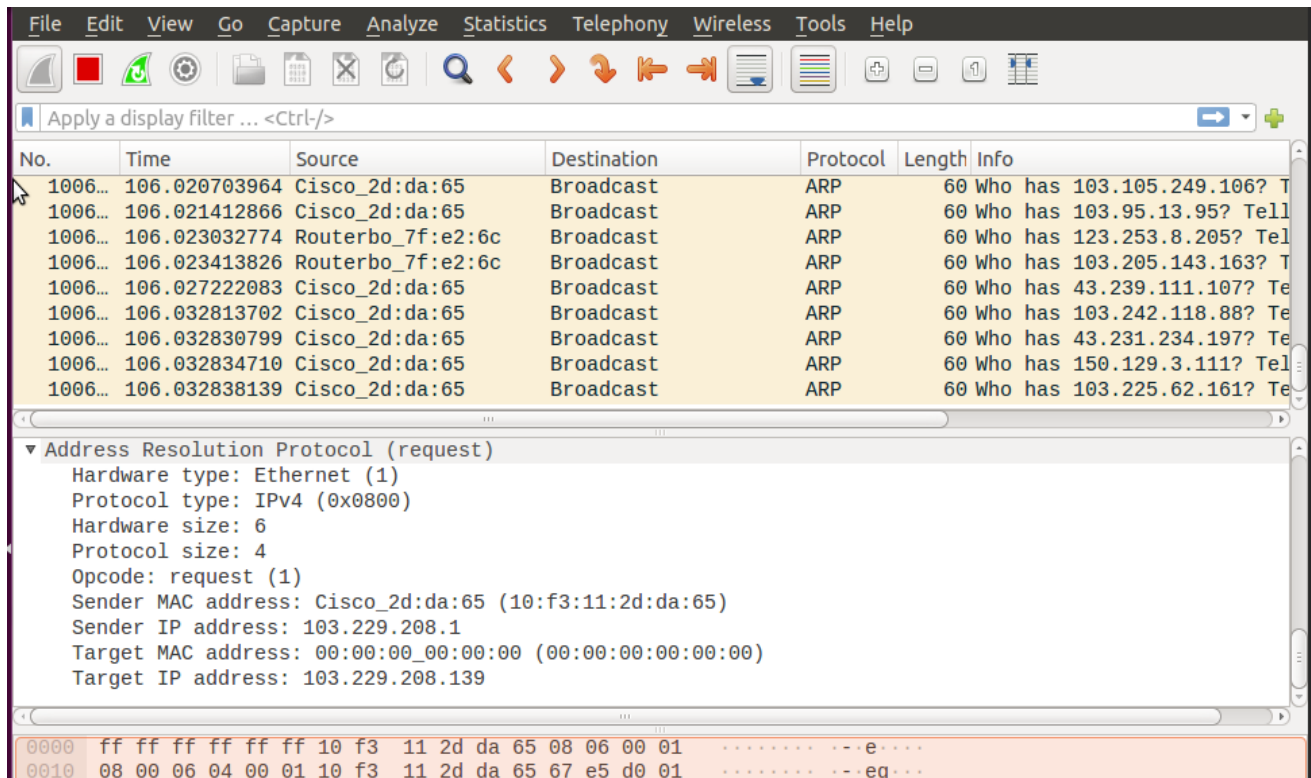 File Edit View Go Capture Analyze Statistics Telephony Wireless Tools Help
Apply a display filter … <Ctrl-/>
No. Time Source Destination Protocol Length Info
1006… 106.020703964 Cisco_2d:da:65 Broadcast ARP 60 Who has 103.105.249.106? T
1006… 106.021412866 Cisco_2d:da:65 Broadcast ARP 60 Who has 103.95.13.95? Tell
1006… 106.023032774 Routerbo_7f:e2:6c Broadcast ARP 60 Who has 123.253.8.205? Tel
1006… 106.023413826 Routerbo_7f:e2:6c Broadcast ARP 60 Who has 103.205.143.163? T
1006… 106.027222083 Cisco_2d:da:65 Broadcast ARP 60 Who has 43.239.111.107? Te
1006… 106.032813702 Cisco_2d:da:65 Broadcast ARP 60 Who has 103.242.118.88? Te
1006… 106.032830799 Cisco_2d:da:65 Broadcast ARP 60 Who has 43.231.234.197? Te
1006… 106.032834710 Cisco_2d:da:65 Broadcast ARP 60 Who has 150.129.3.111? Tel
1006… 106.032838139 Cisco_2d:da:65 Broadcast ARP 60 Who has 103.225.62.161? Te
Address Resolution Protocol (request)
Hardware type: Ethernet (1)
Protocol type: IPv4 (0x0800)
Hardware size: 6
Protocol size: 4
Opcode: request (1)
Sender MAC address: Cisco_2d:da:65 (10:f3:11:2d:da:65)
Sender IP address: 103.229.208.1
Target MAC address: 00:00:00_00:00:00 (00:00:00:00:00:00)
Target IP address: 103.229.208.139
0000 ff ff ff ff ff ff 10 f3 11 2d da 65 08 06 00 01 ········ ·-·e····
0010 08 00 06 04 00 01 10 f3 11 2d da 65 67 e5 d0 01 ········ ·-·eg···